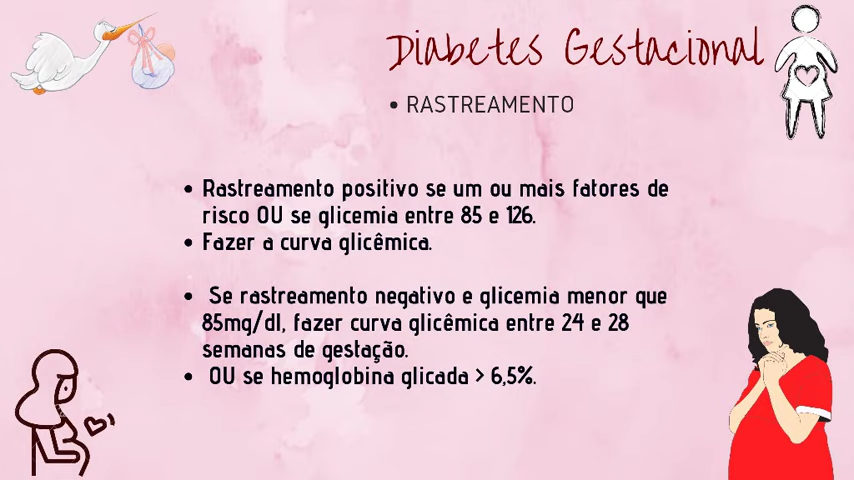 Diabetes Gestacional
• RASTREAMENTO
• Rastreamento positivo se um ou mais fatores de
risco OU se glicemia entre 85 e 126.
• Fazer a curva glicêmica.
• Se rastreamento negativo e glicemia menor que
85mg/dl, fazer curva glicêmica entre 24 e 28
semanas de gestação.
• OU se hemoglobina glicada > 6,5%.